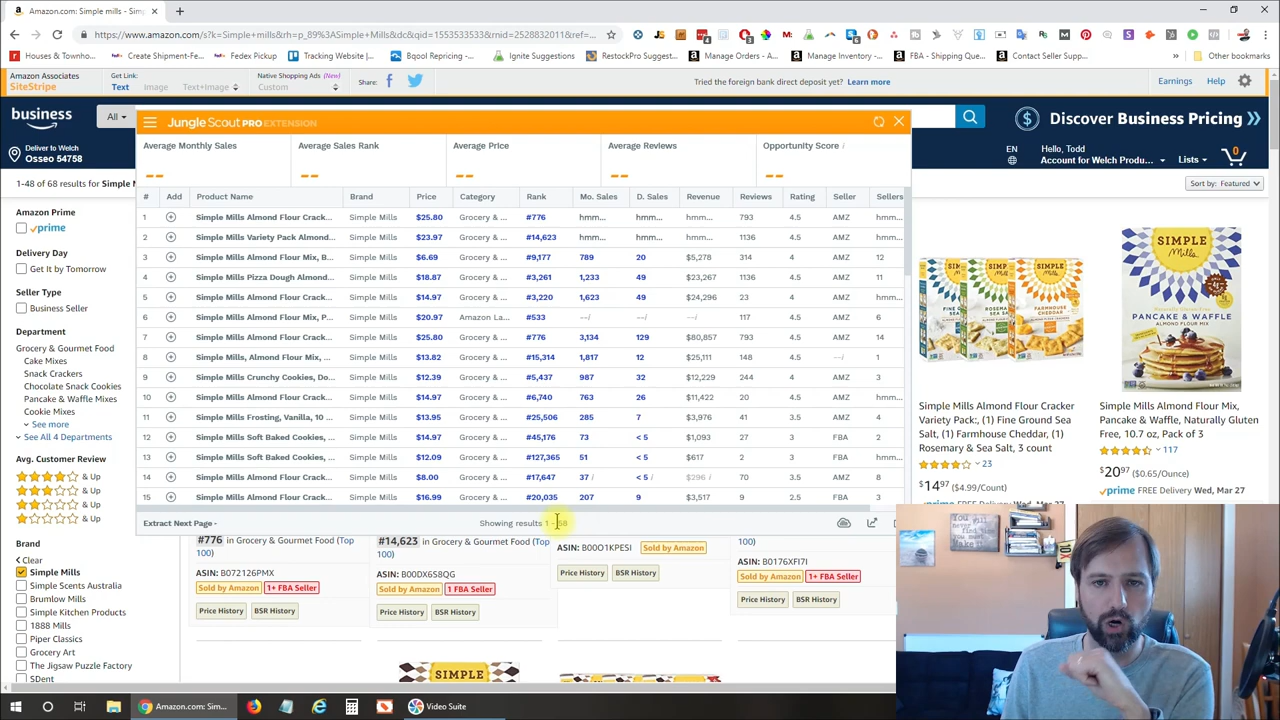 Amazon.com: Simple mills - Simp
https://www.amazon.com/s?k=Simple+mills&rh=p_89%3ASimple+Mills&dc&qid=1553533533&rnid=2528832011&ref=...
Houses & Townho...
Create Shipment-Fe...
Fedex Pickup
Tracking Website |...
Bqool Repricing -...
Ignite Suggestions
RestockPro Suggest...
Manage Orders - A...
Manage Inventory -...
FBA - Shipping Que...
Contact Seller Supp...
Other bookmarks
Amazon Associates
SiteStripe
Get Link:
Text
Image
Text+Image
Native Shopping Ads (New)
Custom
Share:
Tried the foreign bank direct deposit yet? Learn more
Earnings
Help
business
All
Discover Business Pricing
Deliver to Welch
Osseo 54758
EN
Hello, Todd
Account for Welch Produ...
Lists
0
1-48 of 68 results for "Simple M
Sort by: Featured
Jungle Scout PRO EXTENSION
Average Monthly Sales
Average Sales Rank
Average Price
Average Reviews
Opportunity Score
-- -- -- -- --
# Add Product Name Brand Price Category Rank Mo. Sales D. Sales Revenue Reviews Rating Seller Sellers
1 Simple Mills Almond Flour Crack... Simple Mills $25.80 Grocery & ... #776 hmm... hmm... hmm... 793 4.5 AMZ hmm...
2 Simple Mills Variety Pack Almond... Simple Mills $23.97 Grocery & ... #14,623 hmm... hmm... hmm... 1136 4.5 AMZ hmm...
3 Simple Mills Almond Flour Mix, B... Simple Mills $6.69 Grocery & ... #9,177 789 20 $5,278 314 4 AMZ 12
4 Simple Mills Pizza Dough Almond... Simple Mills $18.87 Grocery & ... #3,261 1,233 49 $23,267 1136 4.5 AMZ 11
5 Simple Mills Almond Flour Crack... Simple Mills $14.97 Grocery & ... #3,220 1,623 49 $24,296 23 4 AMZ hmm...
6 Simple Mills Almond Flour Mix, P... Simple Mills $20.97 Amazon La... #533 --/ --/ --/ 117 4.5 AMZ 6
7 Simple Mills Almond Flour Crack... Simple Mills $25.80 Grocery & ... #776 3,134 129 $80,857 793 4.5 AMZ 14
8 Simple Mills, Almond Flour Mix, ... Simple Mills $13.82 Grocery & ... #15,314 1,817 12 $25,111 148 4.5 --/ 1
9 Simple Mills Crunchy Cookies, Do... Simple Mills $12.39 Grocery & ... #5,437 987 32 $12,229 244 4 AMZ 3
10 Simple Mills Almond Flour Crack... Simple Mills $14.97 Grocery & ... #6,740 763 26 $11,422 20 4.5 AMZ 4
11 Simple Mills Frosting, Vanilla, 10 ... Simple Mills $13.95 Grocery & ... #25,506 285 7 $3,976 41 3.5 AMZ 4
12 Simple Mills Soft Baked Cookies, ... Simple Mills $14.97 Grocery & ... #45,176 73 < 5 $1,093 27 3 FBA 2
13 Simple Mills Soft Baked Cookies, ... Simple Mills $12.09 Grocery & ... #127,365 51 < 5 $617 2 3 FBA 3
14 Simple Mills Almond Flour Crack... Simple Mills $8.00 Grocery & ... #17,647 37 / < 5 / $296 / 70 3.5 AMZ 8
15 Simple Mills Almond Flour Crack... Simple Mills $16.99 Grocery & ... #20,035 207 9 $3,517 9 2.5 FBA 3
Extract Next Page
Showing results 1 - 68
Amazon Prime
prime
Delivery Day
Get It by Tomorrow
Seller Type
Business Seller
Department
Grocery & Gourmet Food
Cake Mixes
Snack Crackers
Chocolate Snack Cookies
Pancake & Waffle Mixes
Cookie Mixes
See more
See All 4 Departments
Avg. Customer Review
& Up
& Up
& Up
& Up
Brand
Clear
Simple Mills
Simple Scents Australia
Brumlow Mills
Simple Kitchen Products
1888 Mills
Piper Classics
Grocery Art
The Jigsaw Puzzle Factory
SDent
#776 in Grocery & Gourmet Food (Top
100)
ASIN: B072126PMX
Sold by Amazon
1+ FBA Seller
Price History
BSR History
#14,623 in Grocery & Gourmet Food (Top
100)
ASIN: B00DX658QG
Sold by Amazon
1 FBA Seller
Price History
BSR History
ASIN: B00O1KPESI
Sold by Amazon
Price History
BSR History
100)
ASIN: B0176XFI7I
Sold by Amazon
1+ FBA Seller
Price History
BSR History
SIMPLE
SIMPLE
Mills
PANCAKE
& WAFFLE
ALMOND FLOUR MIX
Simple Mills Almond Flour Cracker
Variety Pack:, (1) Fine Ground Sea
Salt, (1) Farmhouse Cheddar, (1)
Rosemary & Sea Salt, 3 count
23
$14⁹⁷ ($4.99/Count)
prime FREE Delivery Wed, Mar 27
Simple Mills Almond Flour Mix,
Pancake & Waffle, Naturally Gluten
Free, 10.7 oz, Pack of 3
117
$20⁹⁷ ($0.65/Ounce)
prime FREE Delivery Wed, Mar 27
Amazon.com: Sim...
Video Suite